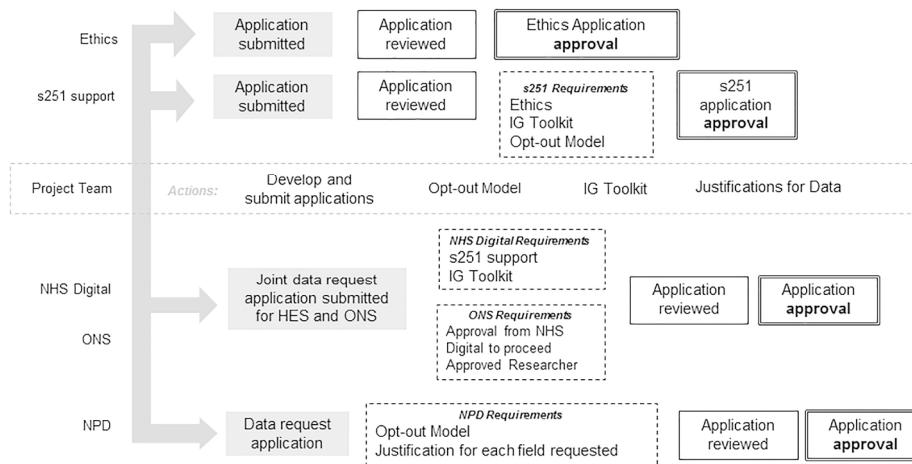 Ethics
Application
submitted
Application
reviewed
Ethics Application
approval
s251 support
Application
submitted
Application
reviewed
s251 Requirements
Ethics
IG Toolkit
Opt-out Model
s251
application
approval
Project Team
Actions:
Develop and
submit applications
Opt-out Model
IG Toolkit
Justifications for Data
NHS Digital
ONS
Joint data request
application submitted
for HES and ONS
NHS Digital Requirements
s251 support
IG Toolkit
ONS Requirements
Approval from NHS
Digital to proceed
Approved Researcher
Application
reviewed
Application
approval
NPD
Data request
application
NPD Requirements
Opt-out Model
Justification for each field requested
Application
reviewed
Application
approval